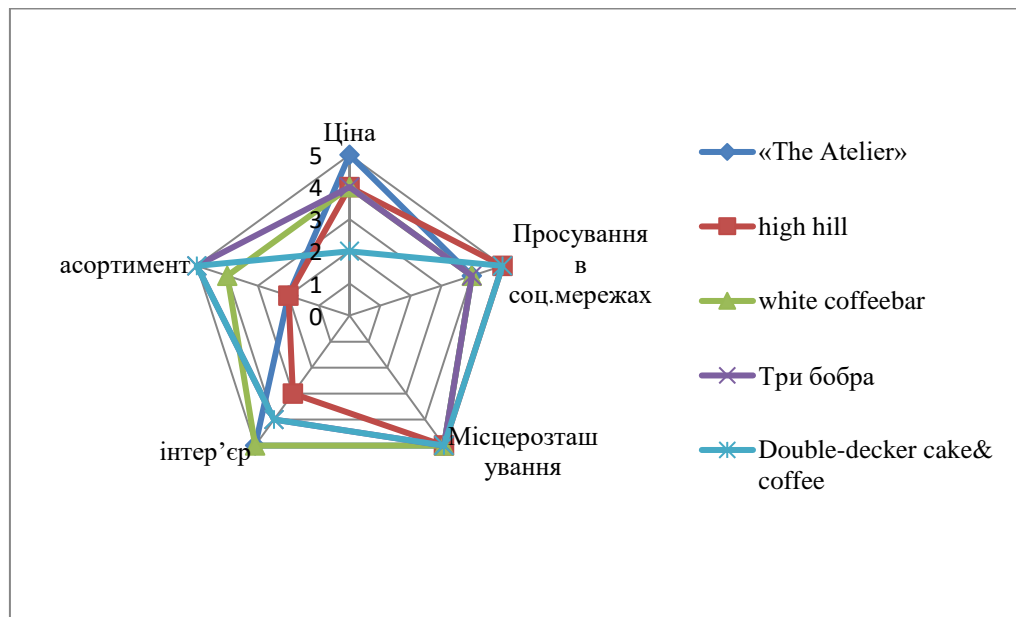 Ціна
5
4
3
2
1
0
Просування
в
соц.мережах
Місцерозташ
ування
інтер’єр
асортимент
«The Atelier»
high hill
white coffeebar
Три бобра
Double-decker cake&
coffee